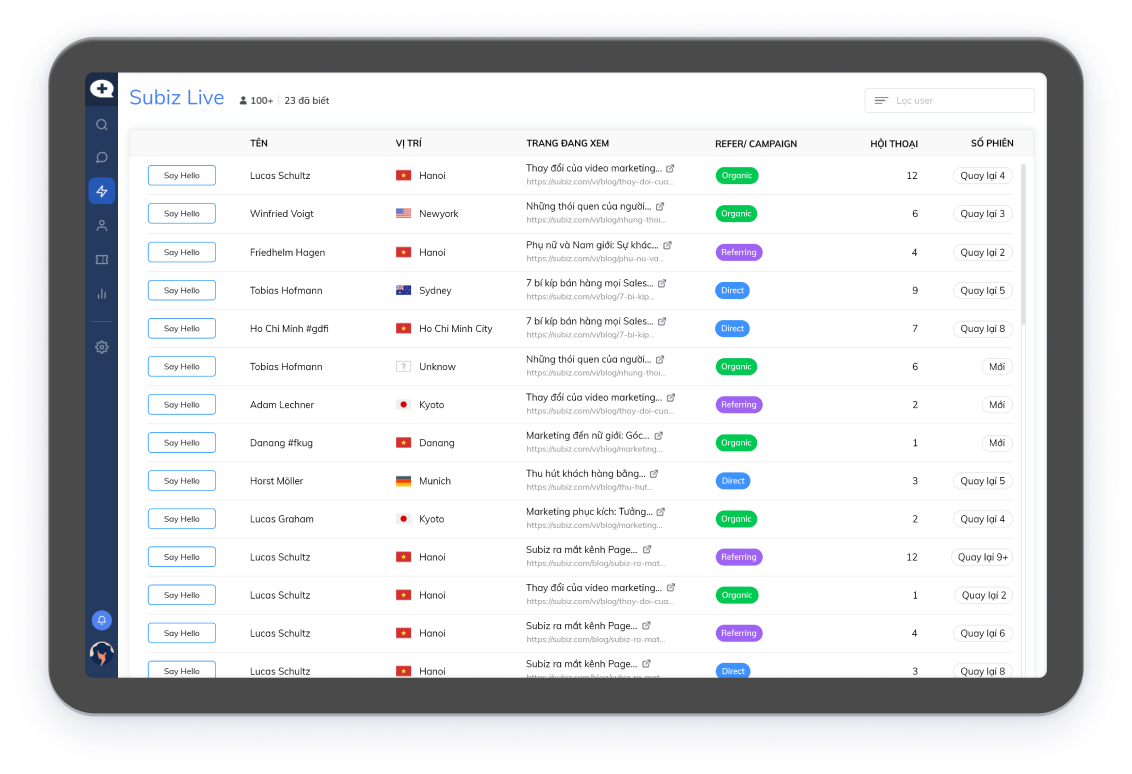 Subiz Live 100+ 23 đã biết Lọc user
TÊN VỊ TRÍ TRANG ĐANG XEM REFER/ CAMPAIGN HỘI THOẠI SỐ PHIÊN
Say Hello Lucas Schultz Hanoi Thay đổi của video marketing... Organic 12 Quay lại 4
https://subiz.com/vi/blog/thay-doi-cua...
Say Hello Winfried Voigt Newyork Những thói quen của người... Organic 6 Quay lại 3
https://subiz.com/vi/blog/nhung-thoi...
Say Hello Friedhelm Hagen Hanoi Phụ nữ và Nam giới: Sự khác... Referring 4 Quay lại 2
https://subiz.com/vi/blog/phu-nu-va...
Say Hello Tobias Hofmann Sydney 7 bí kíp bán hàng mọi Sales... Direct 9 Quay lại 5
https://subiz.com/vi/blog/7-bi-kip...
Say Hello Ho Chi Minh #gdfi Ho Chi Minh City 7 bí kíp bán hàng mọi Sales... Direct 7 Quay lại 8
https://subiz.com/vi/blog/7-bi-kip...
Say Hello Tobias Hofmann ? Unknow Những thói quen của người... Organic 6 Mới
https://subiz.com/vi/blog/nhung-thoi...
Say Hello Adam Lechner Kyoto Thay đổi của video marketing... Referring 2 Mới
https://subiz.com/vi/blog/thay-doi-cua...
Say Hello Danang #fkug Danang Marketing đến nữ giới: Góc... Organic 1 Mới
https://subiz.com/vi/blog/marketing...
Say Hello Horst Möller Munich Thu hút khách hàng bằng... Direct 3 Quay lại 5
https://subiz.com/vi/blog/thu-hut...
Say Hello Lucas Graham Kyoto Marketing phục kích: Tưởng... Organic 2 Quay lại 4
https://subiz.com/vi/blog/marketing...
Say Hello Lucas Schultz Hanoi Subiz ra mắt kênh Page... Referring 12 Quay lại 9+
https://subiz.com/blog/subiz-ra-mat...
Say Hello Lucas Schultz Hanoi Thay đổi của video marketing... Organic 1 Quay lại 2
https://subiz.com/vi/blog/thay-doi-cua...
Say Hello Lucas Schultz Hanoi Subiz ra mắt kênh Page... Referring 4 Quay lại 6
https://subiz.com/blog/subiz-ra-mat...
Say Hello Lucas Schultz Hanoi Subiz ra mắt kênh Page... Direct 3 Quay lại 8